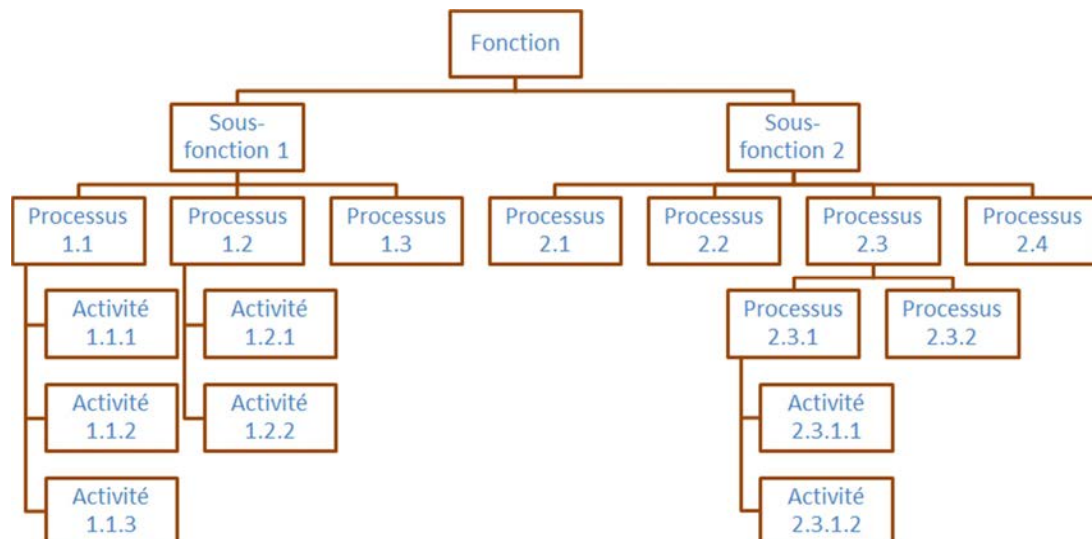 Fonction
Sous-
fonction 1
Sous-
fonction 2
Processus
1.1
Processus
1.2
Processus
1.3
Processus
2.1
Processus
2.2
Processus
2.3
Processus
2.4
Activité
1.1.1
Activité
1.2.1
Processus
2.3.1
Processus
2.3.2
Activité
1.1.2
Activité
1.2.2
Activité
2.3.1.1
Activité
1.1.3
Activité
2.3.1.2